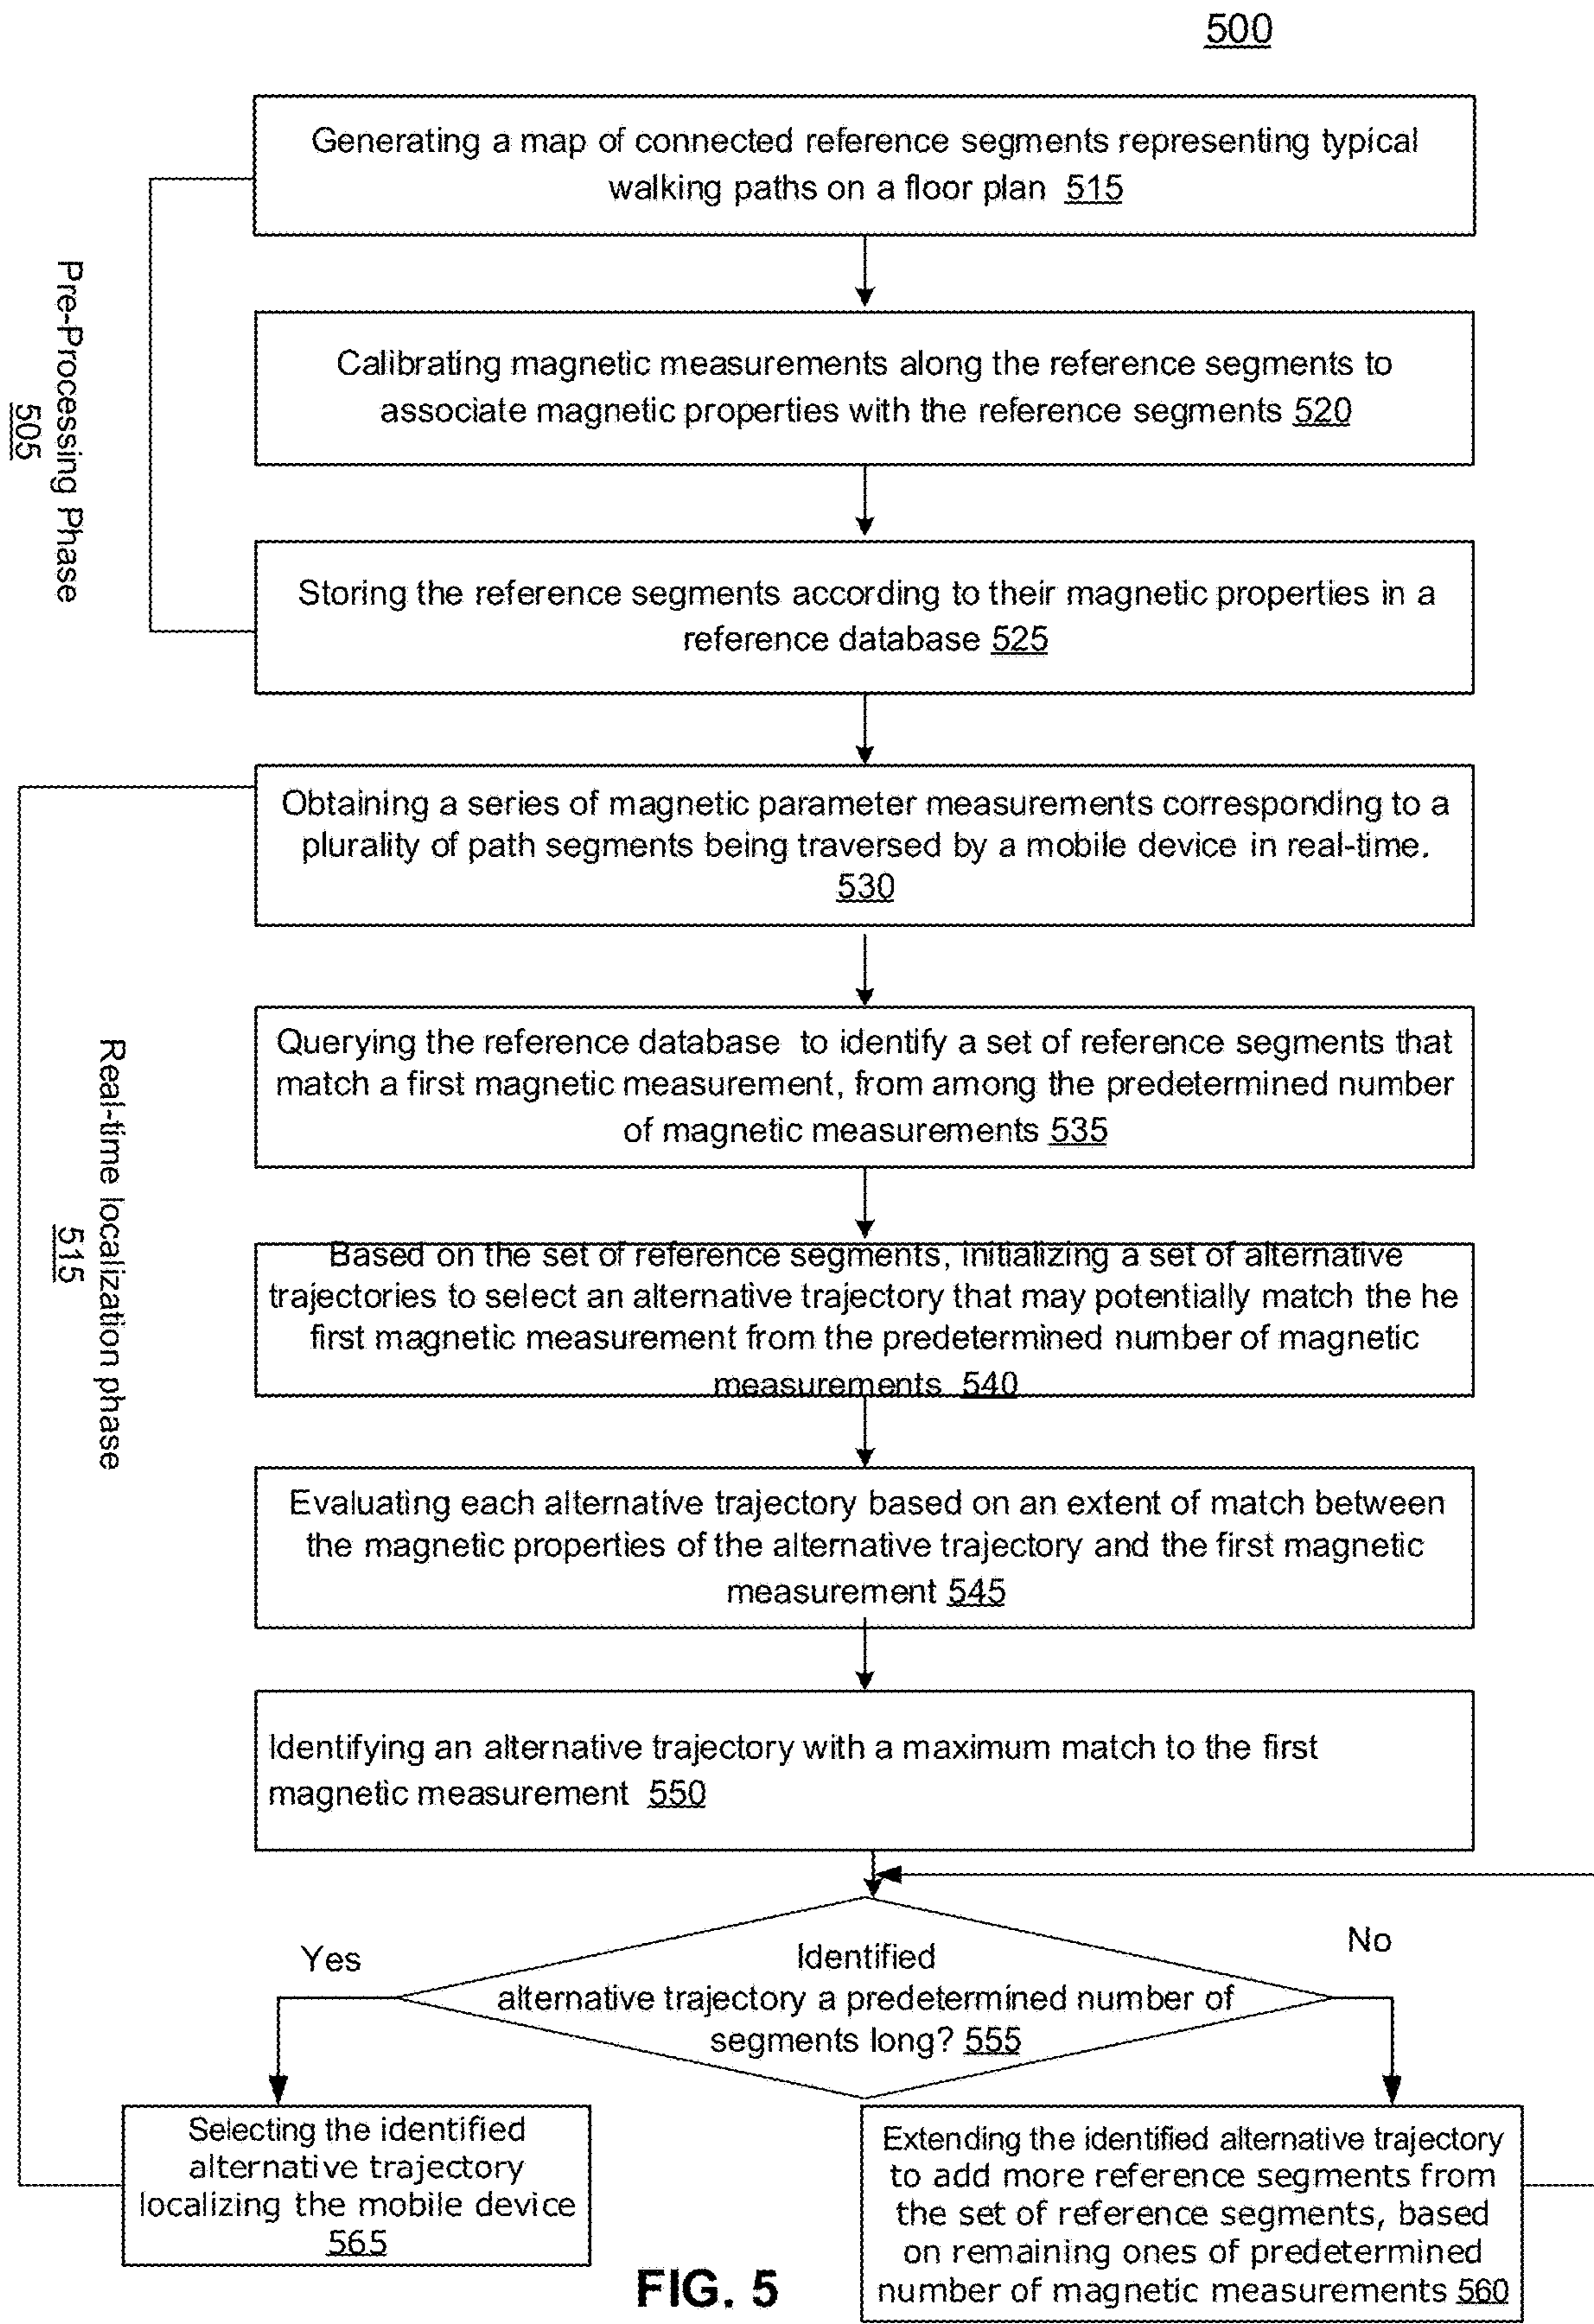 500
Generating a map of connected reference segments representing typical
walking paths on a floor plan 515
Calibrating magnetic measurements along the reference segments to
associate magnetic properties with the reference segments 520
Storing the reference segments according to their magnetic properties in a
reference database 525
Pre-Processing Phase
505
Obtaining a series of magnetic parameter measurements corresponding to a
plurality of path segments being traversed by a mobile device in real-time.
530
Querying the reference database to identify a set of reference segments that
match a first magnetic measurement, from among the predetermined number
of magnetic measurements 535
Based on the set of reference segments, initializing a set of alternative
trajectories to select an alternative trajectory that may potentially match the he
first magnetic measurement from the predetermined number of magnetic
measurements 540
Evaluating each alternative trajectory based on an extent of match between
the magnetic properties of the alternative trajectory and the first magnetic
measurement 545
Identifying an alternative trajectory with a maximum match to the first
magnetic measurement 550
Real-time localization phase
515
Identified
alternative trajectory a predetermined number of
segments long? 555
Yes
No
Selecting the identified
alternative trajectory
localizing the mobile device
565
Extending the identified alternative trajectory
to add more reference segments from
the set of reference segments, based
on remaining ones of predetermined
number of magnetic measurements 560
FIG. 5